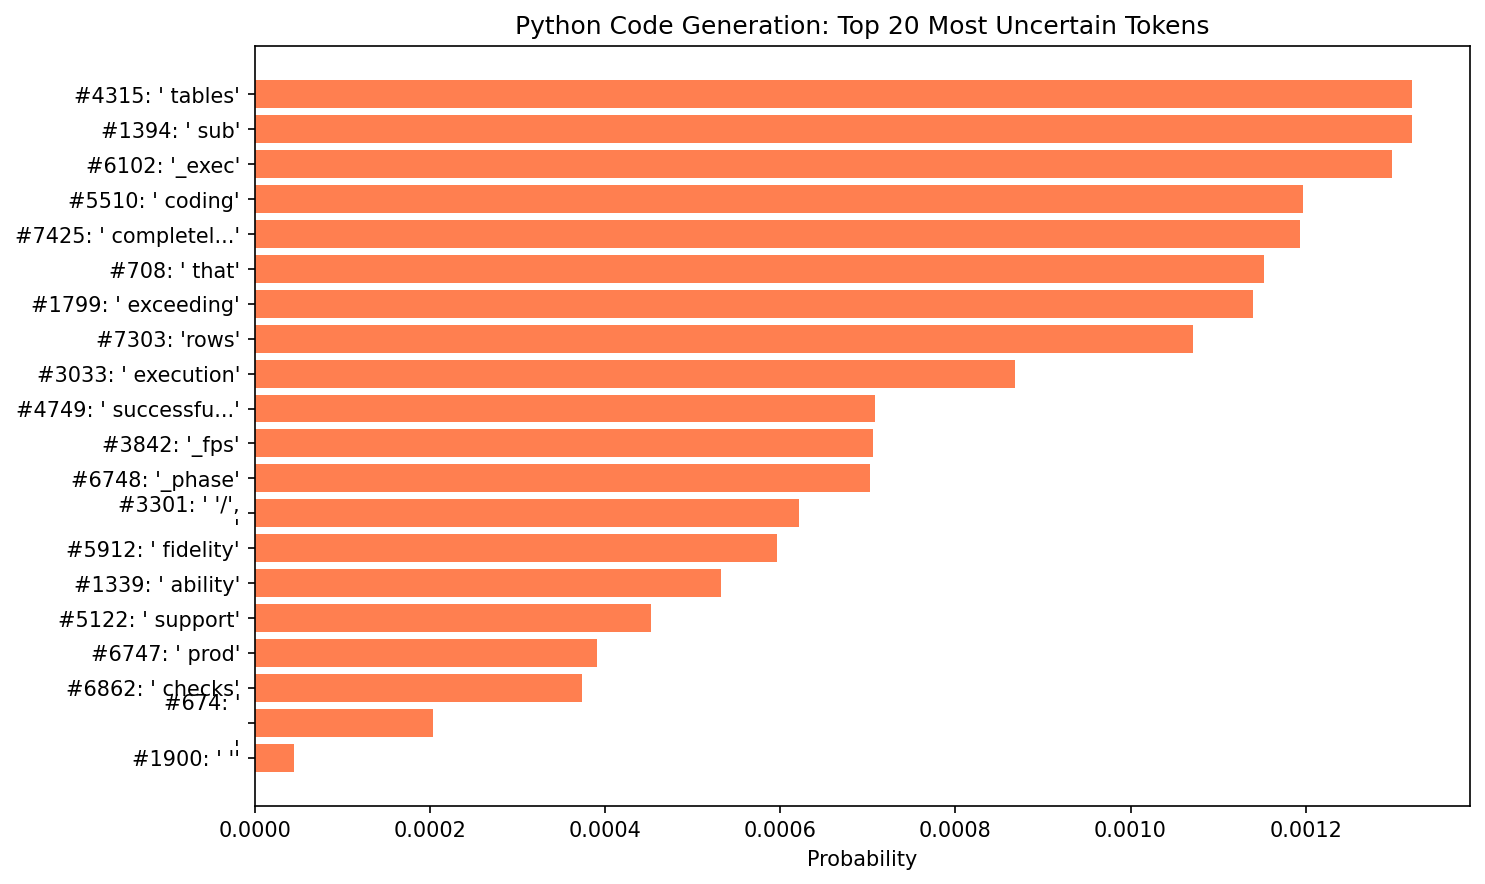 Python Code Generation: Top 20 Most Uncertain Tokens
#4315: ' tables'
#1394: ' sub'
#6102: '_exec'
#5510: ' coding'
#7425: ' completel...'
#708: ' that'
#1799: ' exceeding'
#7303: 'rows'
#3033: ' execution'
#4749: ' successfu...'
#3842: '_fps'
#6748: '_phase'
#3301: ' '/',
'
#5912: ' fidelity'
#1339: ' ability'
#5122: ' support'
#6747: ' prod'
#6862: ' checks'
#674: '
'
#1900: ' ''
0.0000 0.0002 0.0004 0.0006 0.0008 0.0010 0.0012
Probability